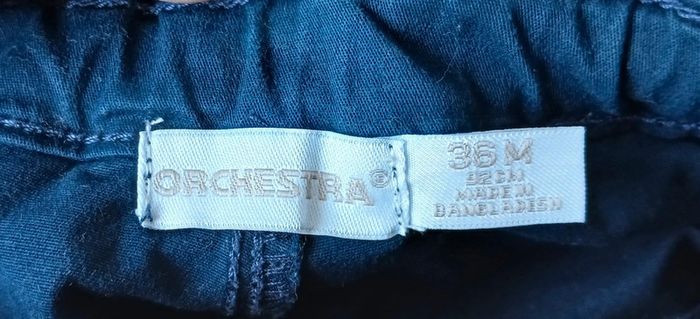 ORCHESTRA®
36 M
92 CM
MADE IN
BANGLADESH